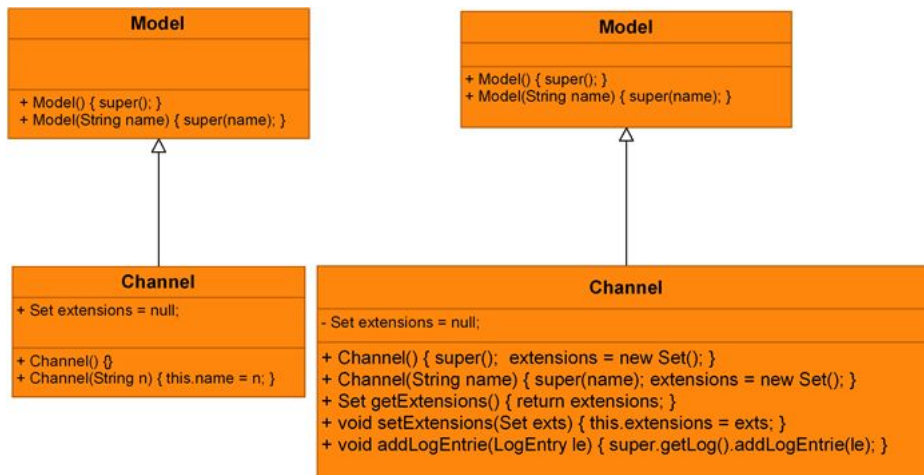 Model
+ Model() { super(); }
+ Model(String name) { super(name); }
Channel
+ Set extensions = null;
+ Channel() {}
+ Channel(String n) { this.name = n; }
Model
+ Model() { super(); }
+ Model(String name) { super(name); }
Channel
- Set extensions = null;
+ Channel() { super(); extensions = new Set(); }
+ Channel(String name) { super(name); extensions = new Set(); }
+ Set getExtensions() { return extensions; }
+ void setExtensions(Set exts) { this.extensions = exts; }
+ void addLogEntrie(LogEntry le) { super.getLog().addLogEntrie(le); }